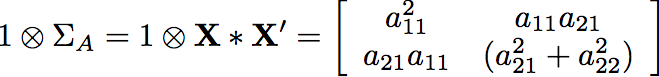 1 ⊗ Σ_A = 1 ⊗ X ∗ X′ = [ a_{11}^2  a_{11}a_{21}
a_{21}a_{11}  (a_{21}^2 + a_{22}^2) ]